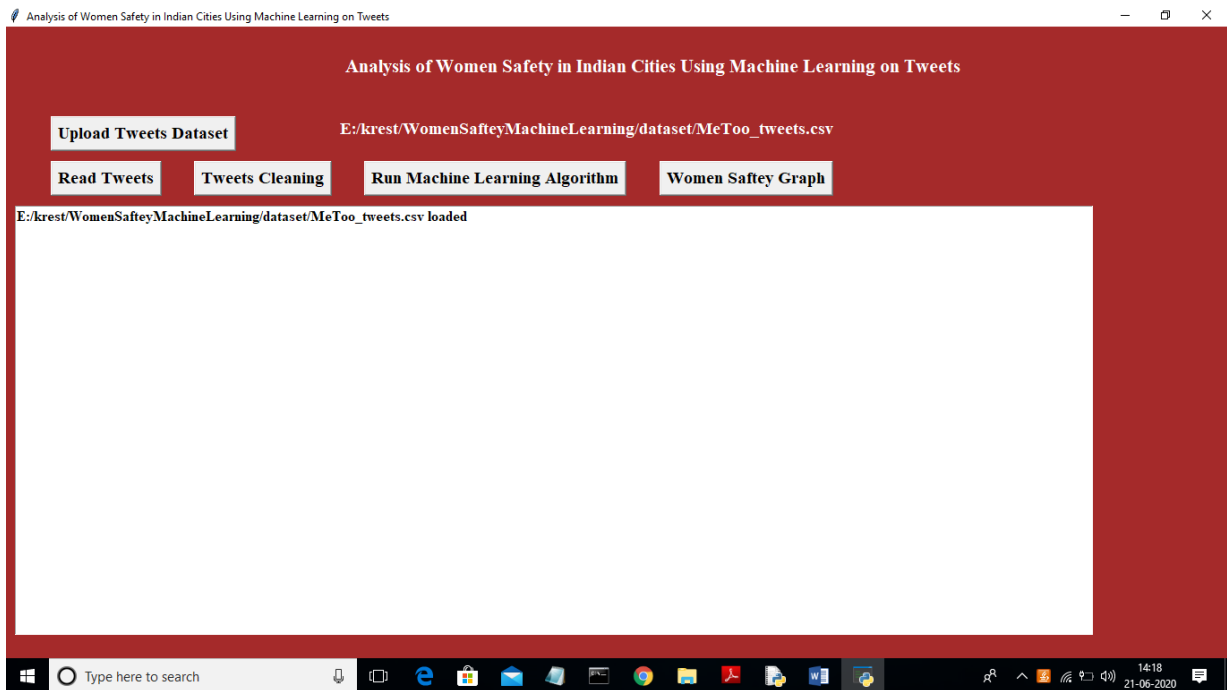 Analysis of Women Safety in Indian Cities Using Machine Learning on Tweets
Analysis of Women Safety in Indian Cities Using Machine Learning on Tweets
Upload Tweets Dataset
E:/krest/WomenSafteyMachineLearning/dataset/MeToo_tweets.csv
Read Tweets
Tweets Cleaning
Run Machine Learning Algorithm
Women Saftey Graph
E:/krest/WomenSafteyMachineLearning/dataset/MeToo_tweets.csv loaded
Type here to search
14:18
21-06-2020